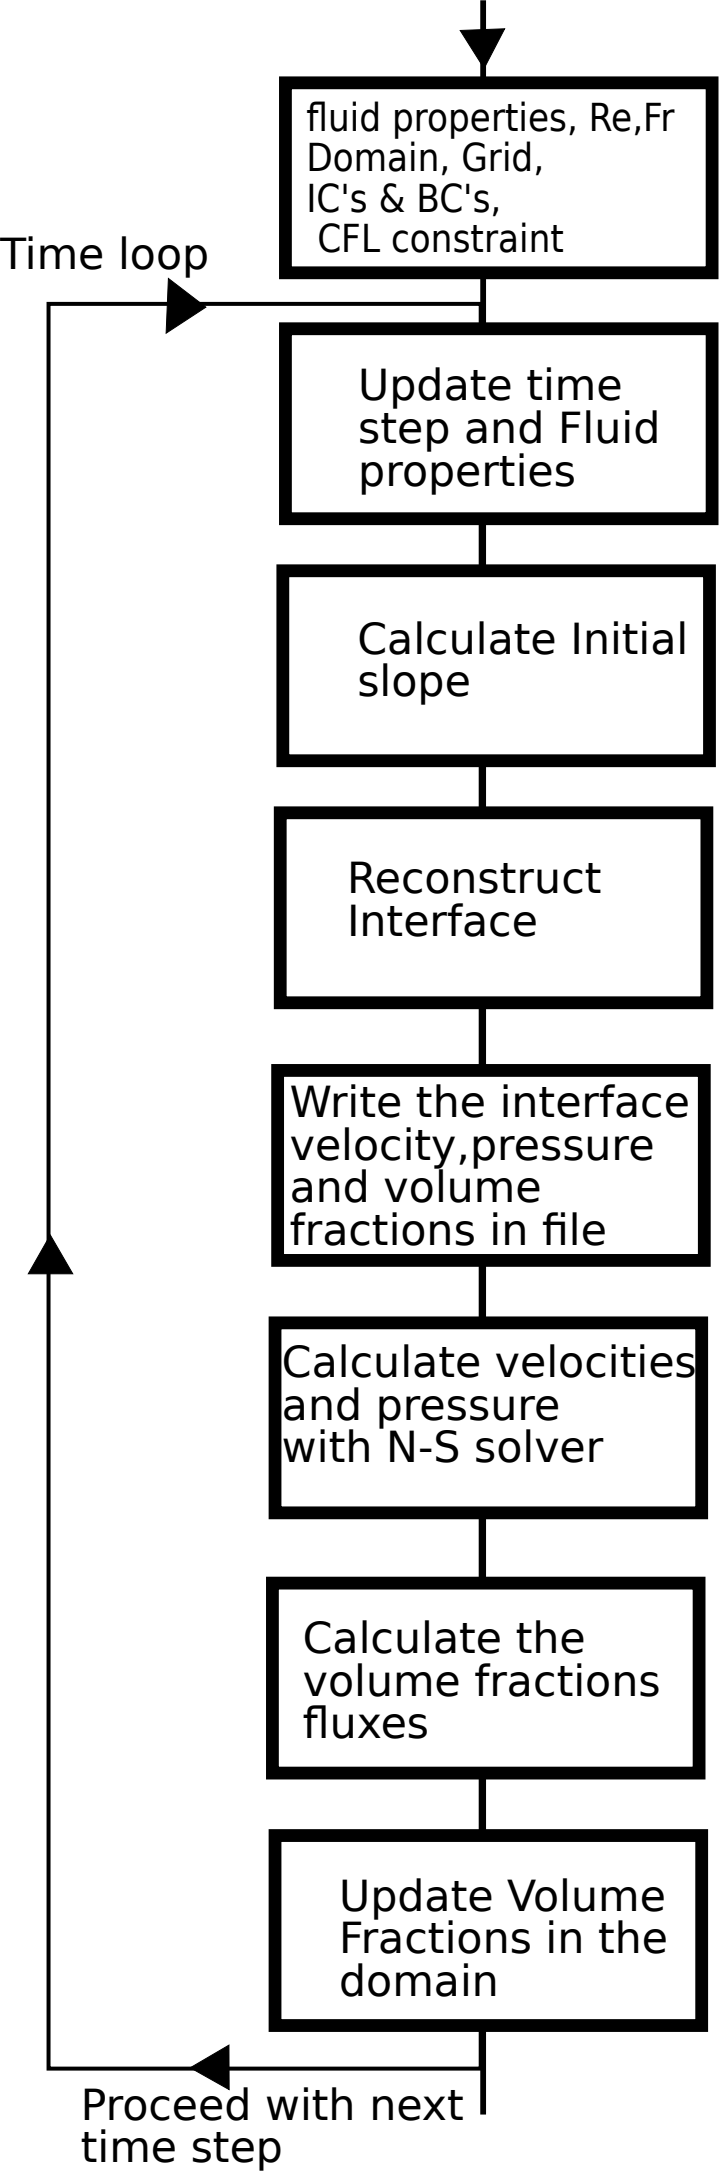 fluid properties, Re,Fr
Domain, Grid,
IC's & BC's,
CFL constraint
Time loop
Update time
step and Fluid
properties
Calculate Initial
slope
Reconstruct
Interface
Write the interface
velocity,pressure
and volume
fractions in file
Calculate velocities
and pressure
with N-S solver
Calculate the
volume fractions
fluxes
Update Volume
Fractions in the
domain
Proceed with next
time step